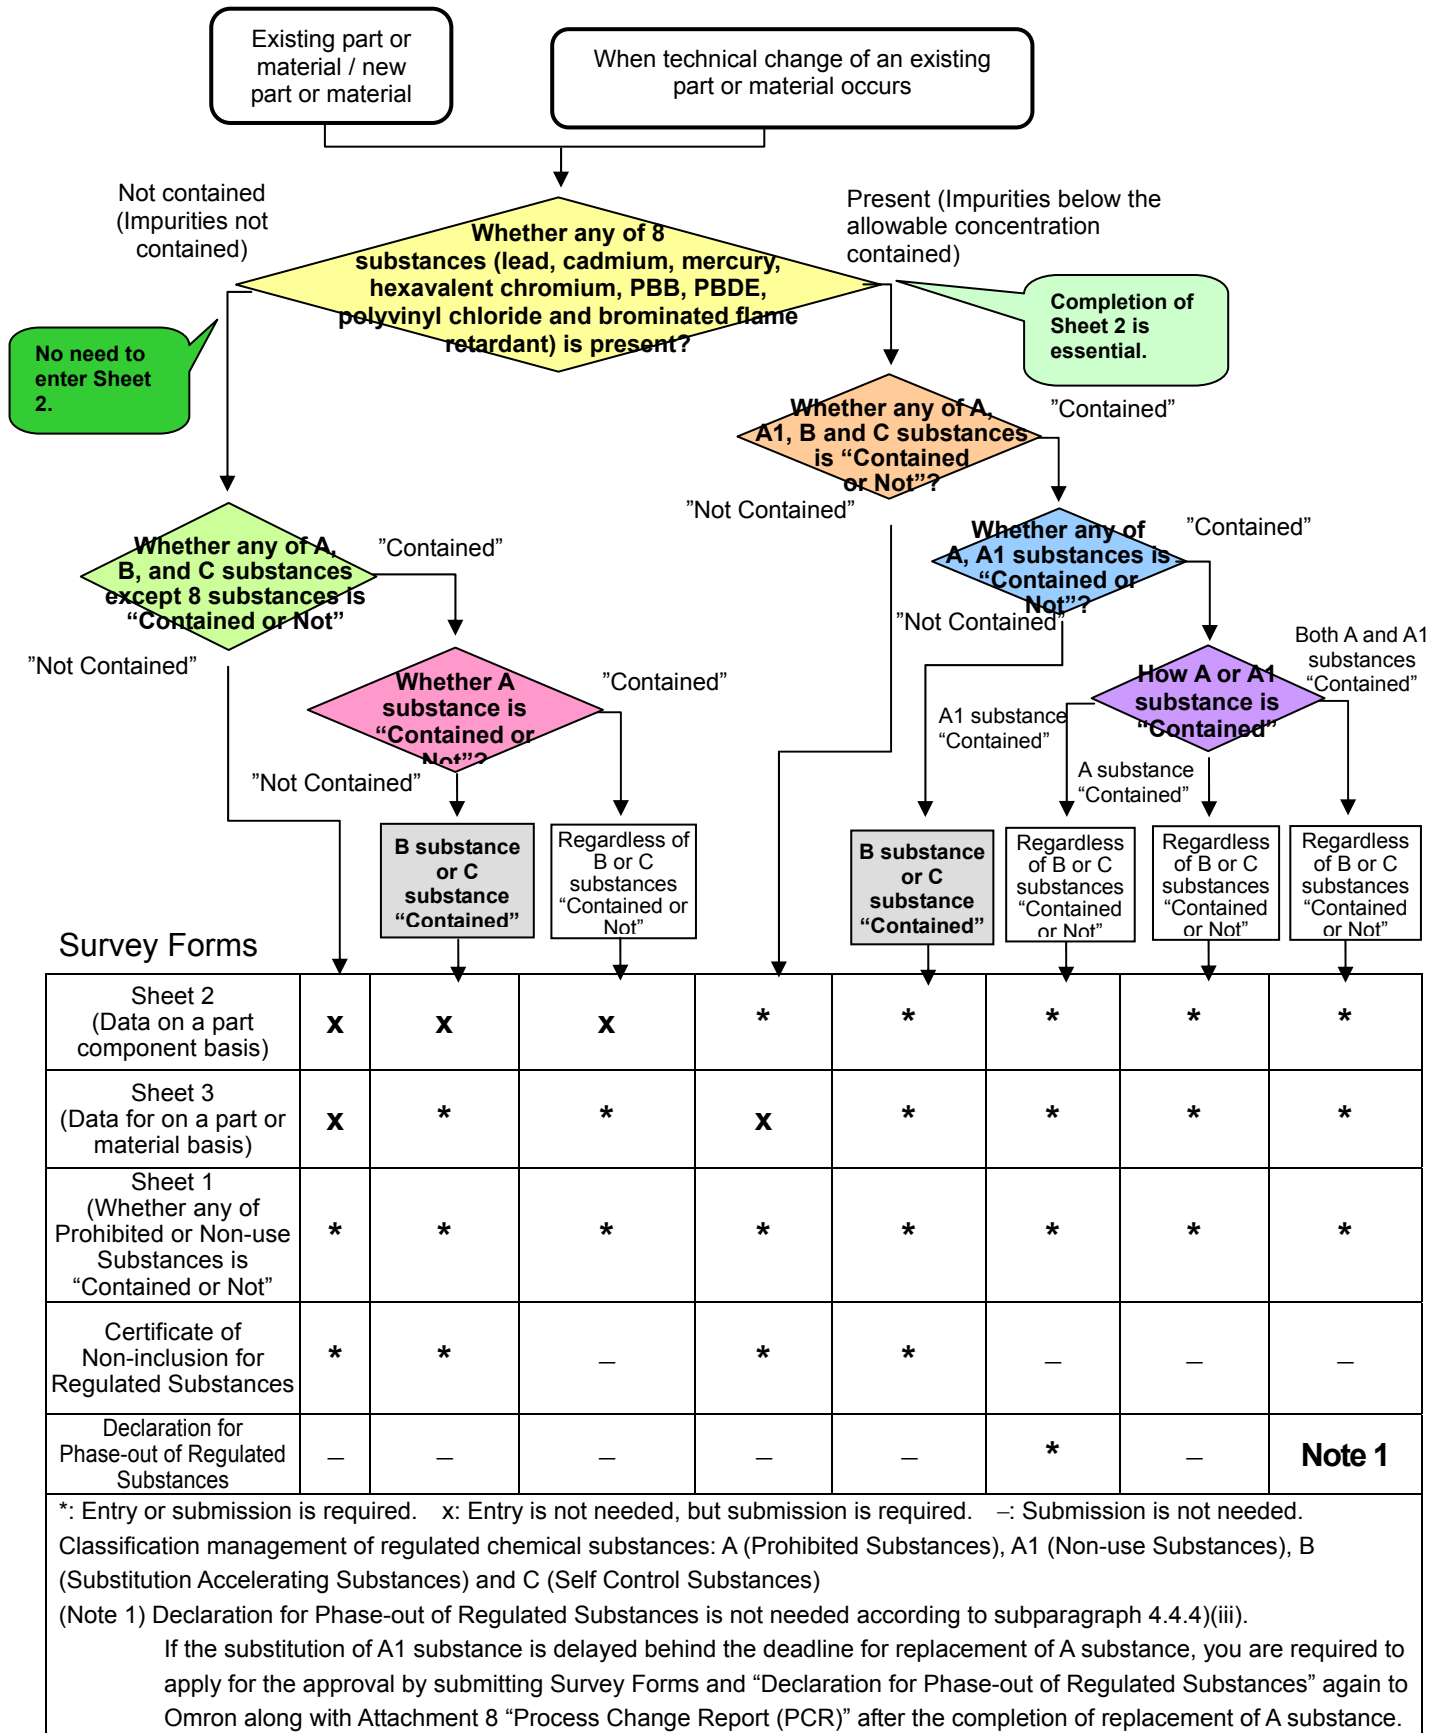 Existing part or
material / new
part or material
When technical change of an existing
part or material occurs
Not contained
(Impurities not
contained)
Whether any of 8
substances (lead, cadmium, mercury,
hexavalent chromium, PBB, PBDE,
polyvinyl chloride and brominated flame
retardant) is present?
Present (Impurities below the
allowable concentration
contained)
Completion of
Sheet 2 is
essential.
No need to
enter Sheet
2.
Whether any of A,
A1, B and C substances
is “Contained
or Not”?
”Contained”
”Not Contained”
Whether any of A,
B, and C substances
except 8 substances is
“Contained or Not”
”Contained”
”Not Contained”
Whether any of
A, A1 substances is
“Contained or
Not”?
”Contained”
”Not Contained”
Whether A
substance is
“Contained or
Not”?
”Contained”
”Not Contained”
How A or A1
substance is
“Contained”
Both A and A1
substances
“Contained”
A1 substance
“Contained”
A substance
“Contained”
B substance
or C
substance
“Contained”
Regardless of
B or C
substances
“Contained or
Not”
B substance
or C
substance
“Contained”
Regardless
of B or C
substances
“Contained
or Not”
Regardless
of B or C
substances
“Contained
or Not”
Regardless
of B or C
substances
“Contained
or Not”
Survey Forms
Sheet 2
(Data on a part
component basis)
x x x * * * * *
Sheet 3
(Data for on a part or
material basis)
x * * x * * * *
Sheet 1
(Whether any of
Prohibited or Non-use
Substances is
“Contained or Not”
* * * * * * * *
Certificate of
Non-inclusion for
Regulated Substances
* * – * * – – –
Declaration for
Phase-out of Regulated
Substances
– – – – – * – Note 1
*: Entry or submission is required. x: Entry is not needed, but submission is required. –: Submission is not needed.
Classification management of regulated chemical substances: A (Prohibited Substances), A1 (Non-use Substances), B
(Substitution Accelerating Substances) and C (Self Control Substances)
(Note 1) Declaration for Phase-out of Regulated Substances is not needed according to subparagraph 4.4.4)(iii).
If the substitution of A1 substance is delayed behind the deadline for replacement of A substance, you are required to
apply for the approval by submitting Survey Forms and “Declaration for Phase-out of Regulated Substances” again to
Omron along with Attachment 8 “Process Change Report (PCR)” after the completion of replacement of A substance.